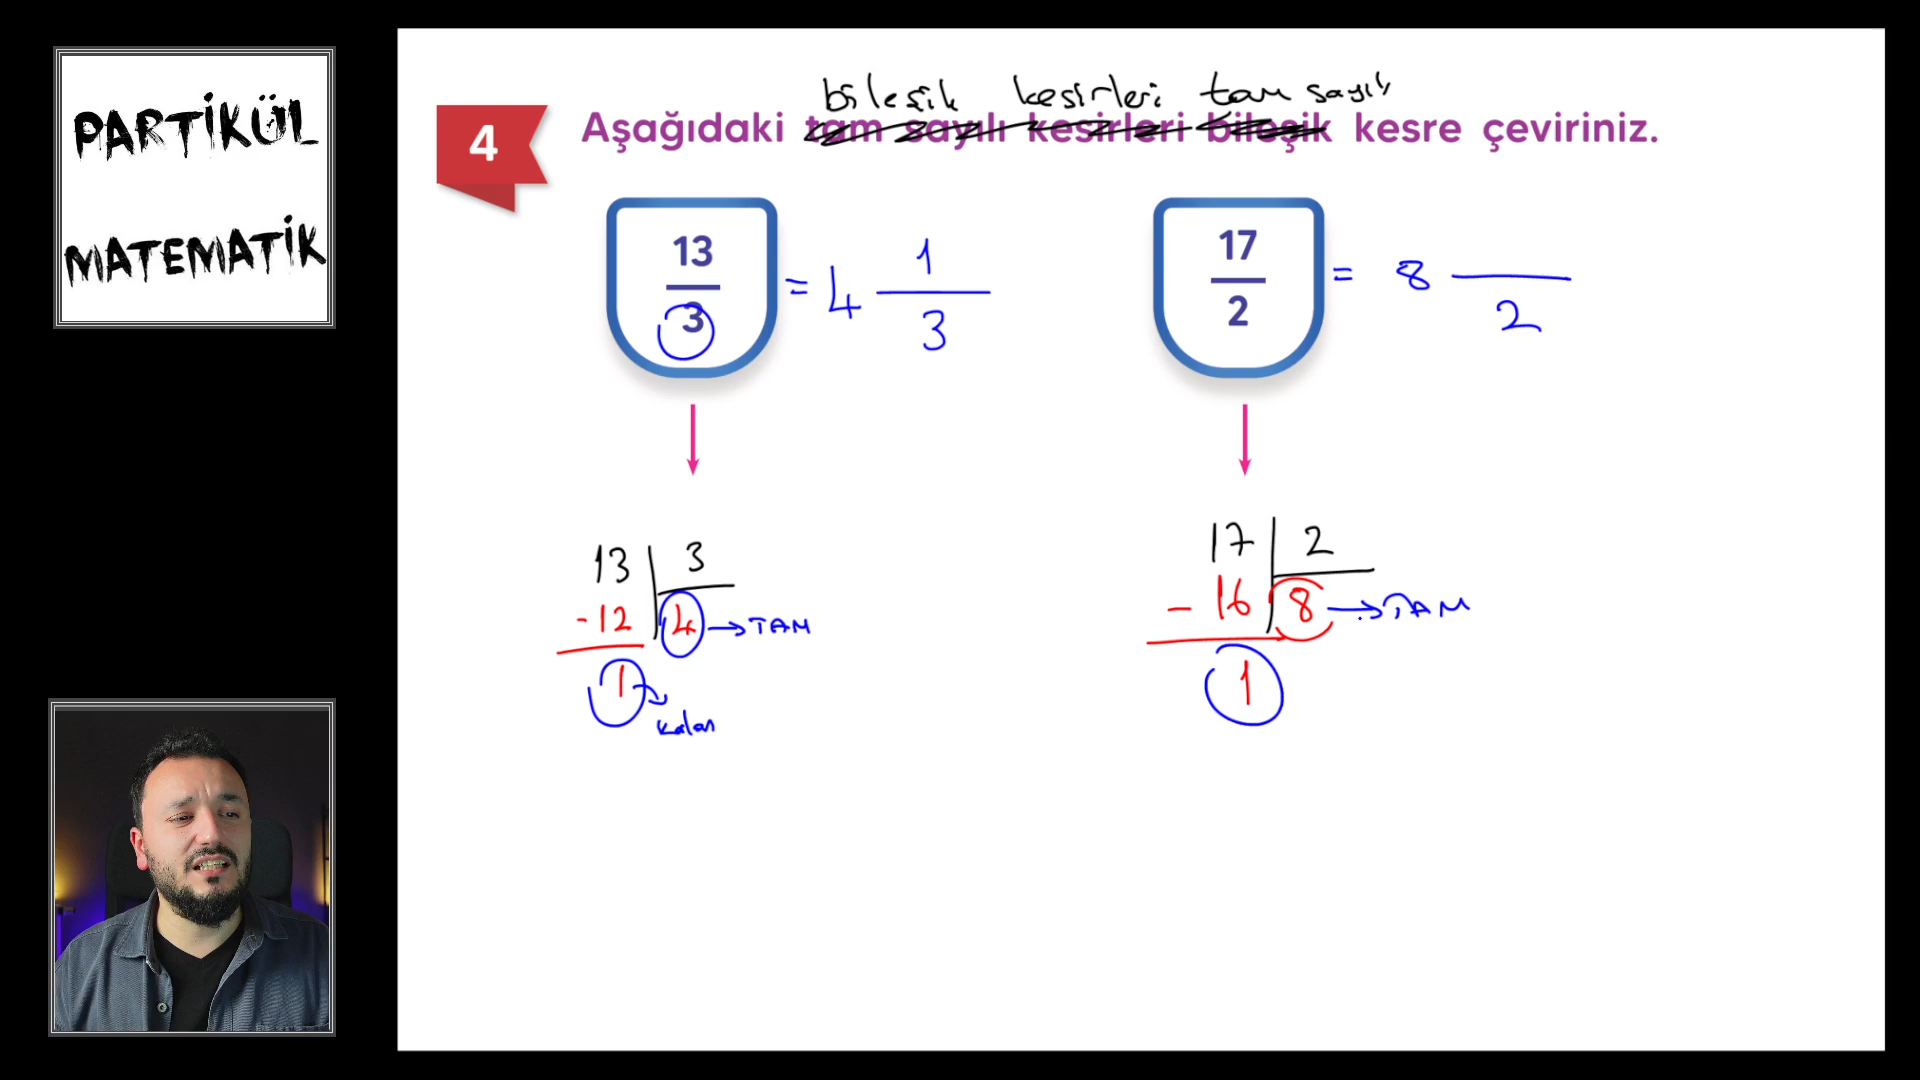 PARTİKÜL
MATEMATİK
4
bileşik kesirleri tam sayılı
Aşağıdaki tam sayılı kesirleri bileşik kesre çeviriniz.
13
3
= 4 1
3
17
2
= 8
2
13 3
-12 4 → TAM
1
kalan
17 2
- 16 8 → TAM
1